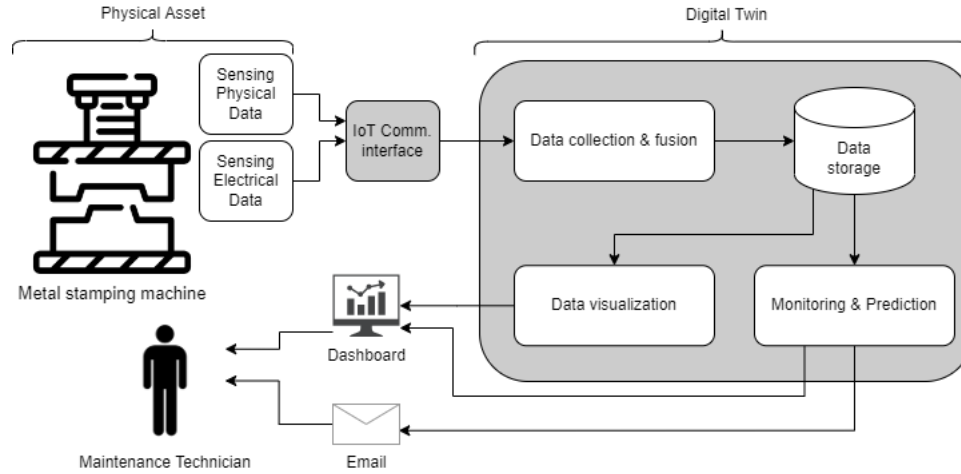 Physical Asset
Digital Twin
Sensing
Physical
Data
Sensing
Electrical
Data
IoT Comm.
interface
Data collection & fusion
Data
storage
Metal stamping machine
Data visualization
Monitoring & Prediction
Dashboard
Maintenance Technician
Email